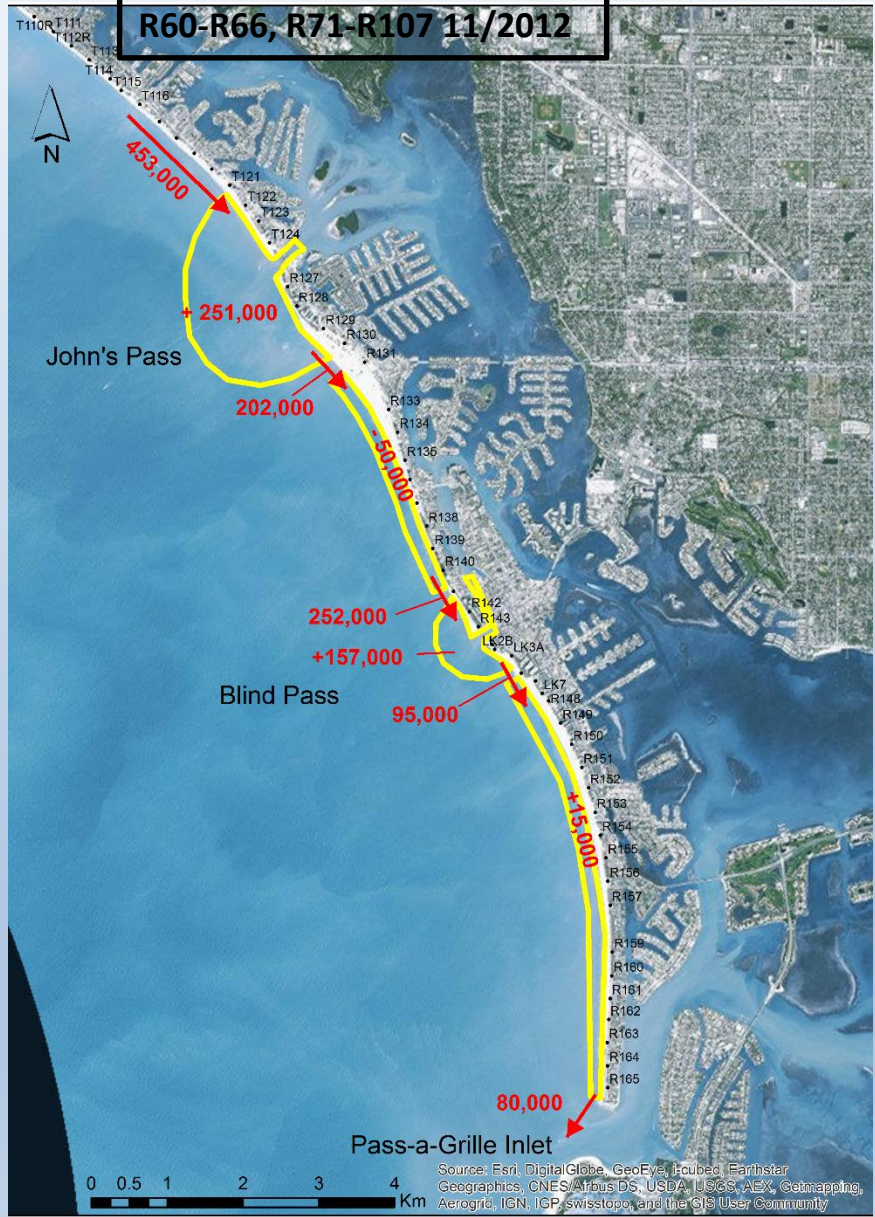 R60-R66, R71-R107 11/2012
T110R
T111
T112R
T113
T114
T115
T116
N
453,000
T121
T122
T123
T124
R127
+ 251,000
R128
R129
R130
John's Pass
R131
202,000
R133
R134
- 50,000
R135
R138
R139
R140
252,000
R142
R143
+157,000
LK2B
LK3A
Blind Pass
LK7
95,000
R148
R149
R150
R151
R152
+15,000
R153
R154
R155
R156
R157
R159
R160
R161
R162
R163
R164
R165
80,000
Pass-a-Grille Inlet
0 0.5 1 2 3 4
Km
Source: Esri, DigitalGlobe, GeoEye, i-cubed, Earthstar
Geographics, CNES/Airbus DS, USDA, USGS, AEX, Getmapping,
Aerogrid, IGN, IGP, swisstopo, and the GIS User Community